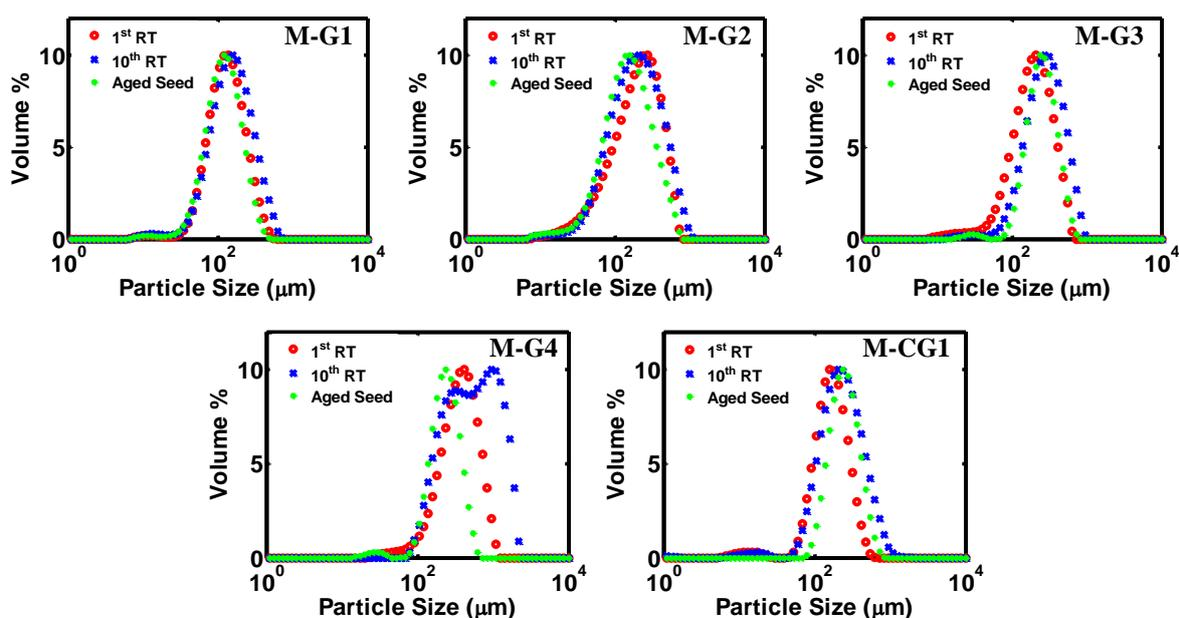 M-G1
1st RT
10th RT
Aged Seed
Volume %
10
5
0
10^0 10^2 10^4
Particle Size (μm)
M-G2
1st RT
10th RT
Aged Seed
Volume %
10
5
0
10^0 10^2 10^4
Particle Size (μm)
M-G3
1st RT
10th RT
Aged Seed
Volume %
10
5
0
10^0 10^2 10^4
Particle Size (μm)
M-G4
1st RT
10th RT
Aged Seed
Volume %
10
5
0
10^0 10^2 10^4
Particle Size (μm)
M-CG1
1st RT
10th RT
Aged Seed
Volume %
10
5
0
10^0 10^2 10^4
Particle Size (μm)